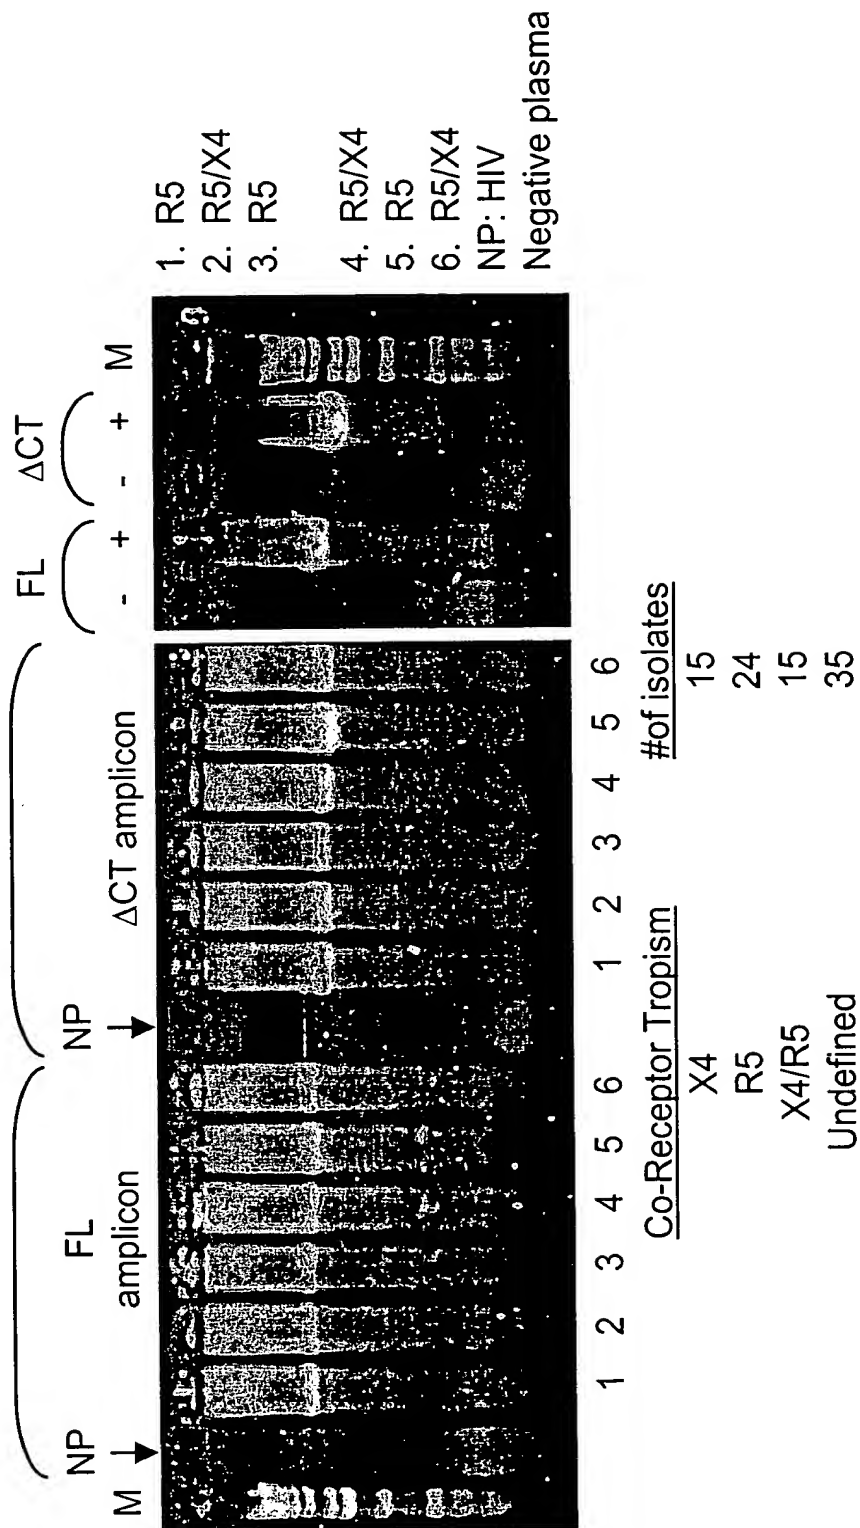 FL
amplicon
ΔCT amplicon
FL
ΔCT
M
NP
NP
-
+
-
+
M
1
2
3
4
5
6
1
2
3
4
5
6
1. R5
2. R5/X4
3. R5
4. R5/X4
5. R5
6. R5/X4
NP: HIV
Negative plasma
Co-Receptor Tropism #of isolates
X4 15
R5 24
X4/R5 15
Undefined 35